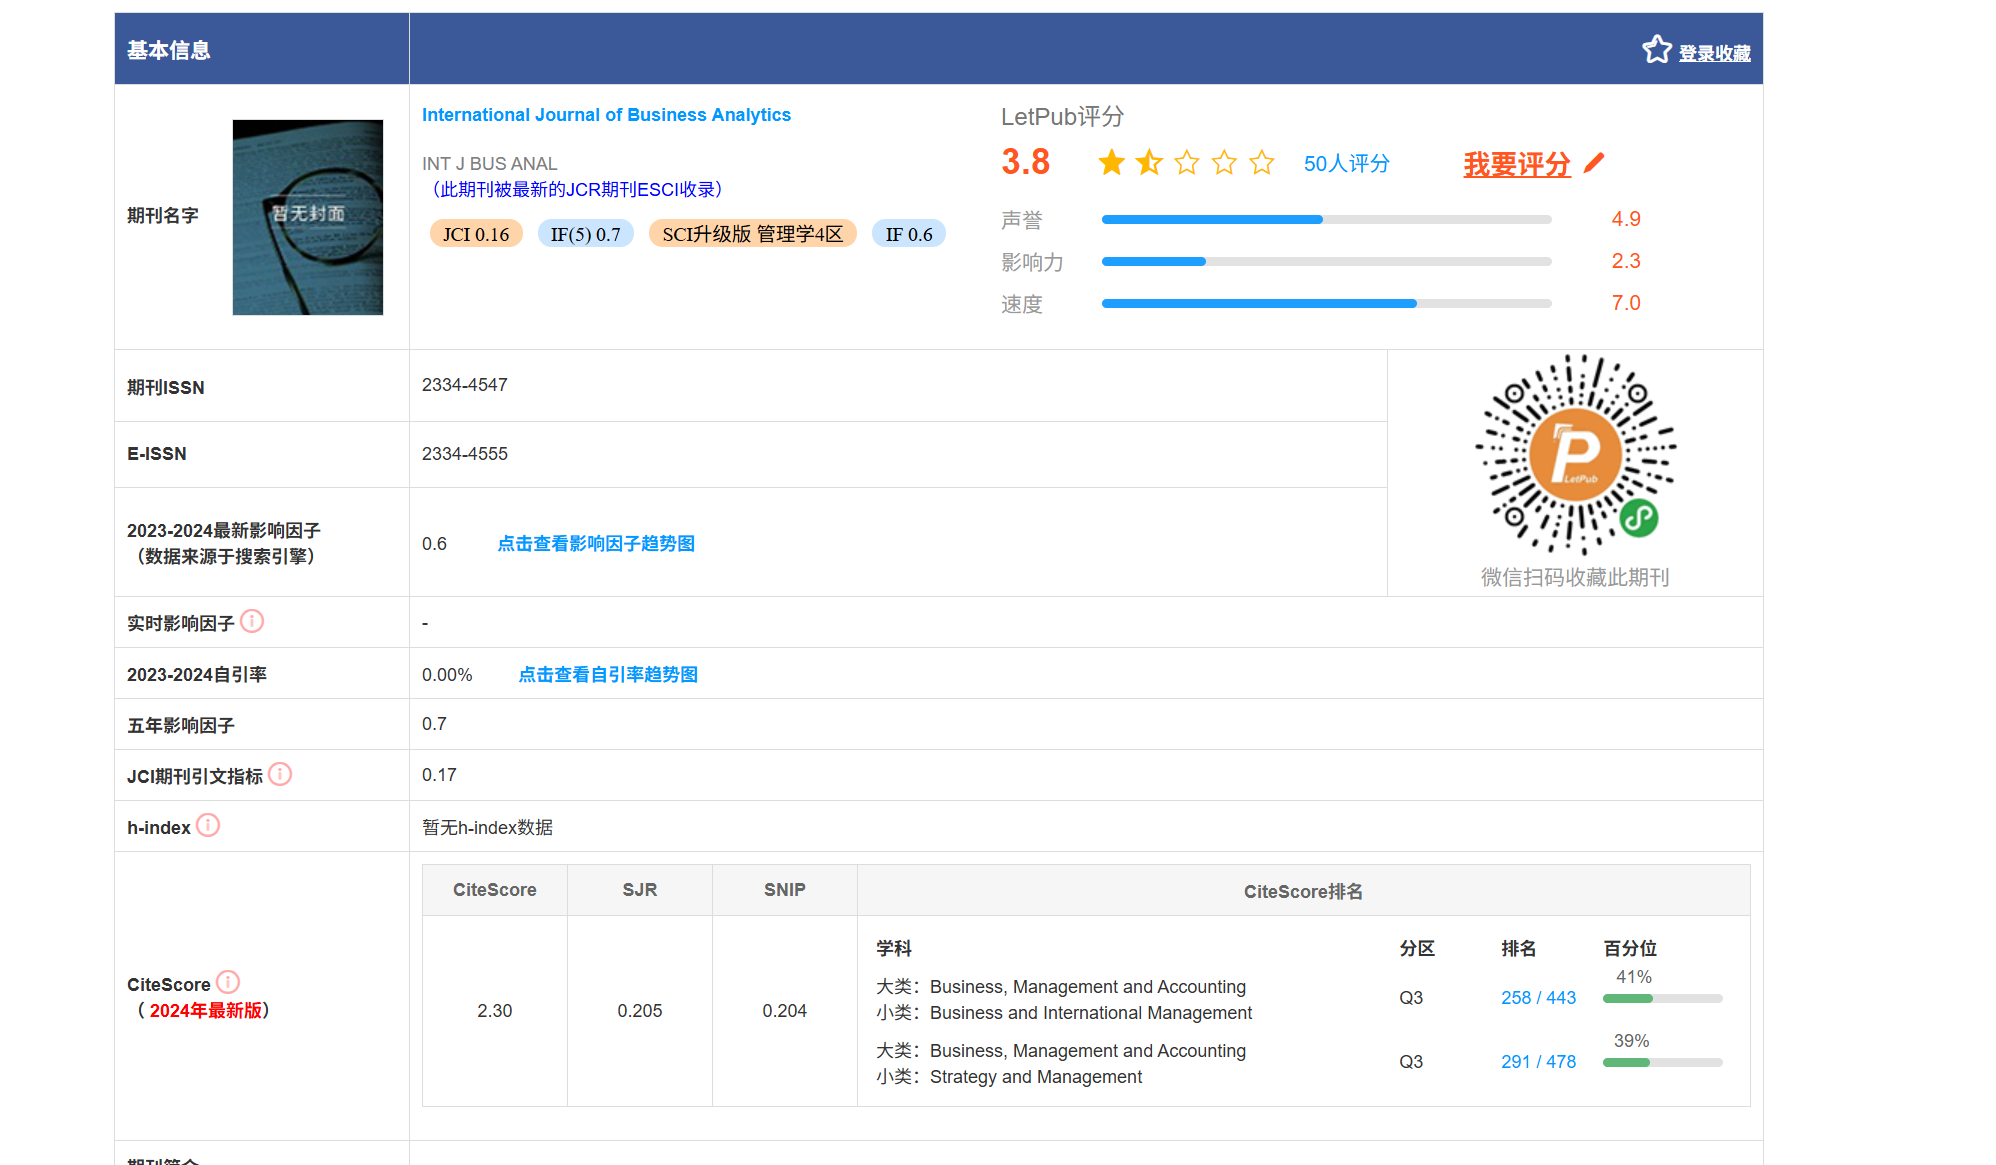 基本信息
登录收藏
期刊名字
暂无封面
International Journal of Business Analytics
INT J BUS ANAL
（此期刊被最新的JCR期刊ESCI收录）
JCI 0.16
IF(5) 0.7
SCI升级版 管理学4区
IF 0.6
LetPub评分
3.8
50人评分
我要评分
声誉
4.9
影响力
2.3
速度
7.0
期刊ISSN
2334-4547
E-ISSN
2334-4555
2023-2024最新影响因子
（数据来源于搜索引擎）
0.6
点击查看影响因子趋势图
P
LetPub
微信扫码收藏此期刊
实时影响因子
-
2023-2024自引率
0.00%
点击查看自引率趋势图
五年影响因子
0.7
JCI期刊引文指标
0.17
h-index
暂无h-index数据
CiteScore
（ 2024年最新版）
CiteScore
SJR
SNIP
CiteScore排名
2.30
0.205
0.204
学科
分区
排名
百分位
大类：Business, Management and Accounting
小类：Business and International Management
Q3
258 / 443
41%
大类：Business, Management and Accounting
小类：Strategy and Management
Q3
291 / 478
39%
期刊简介